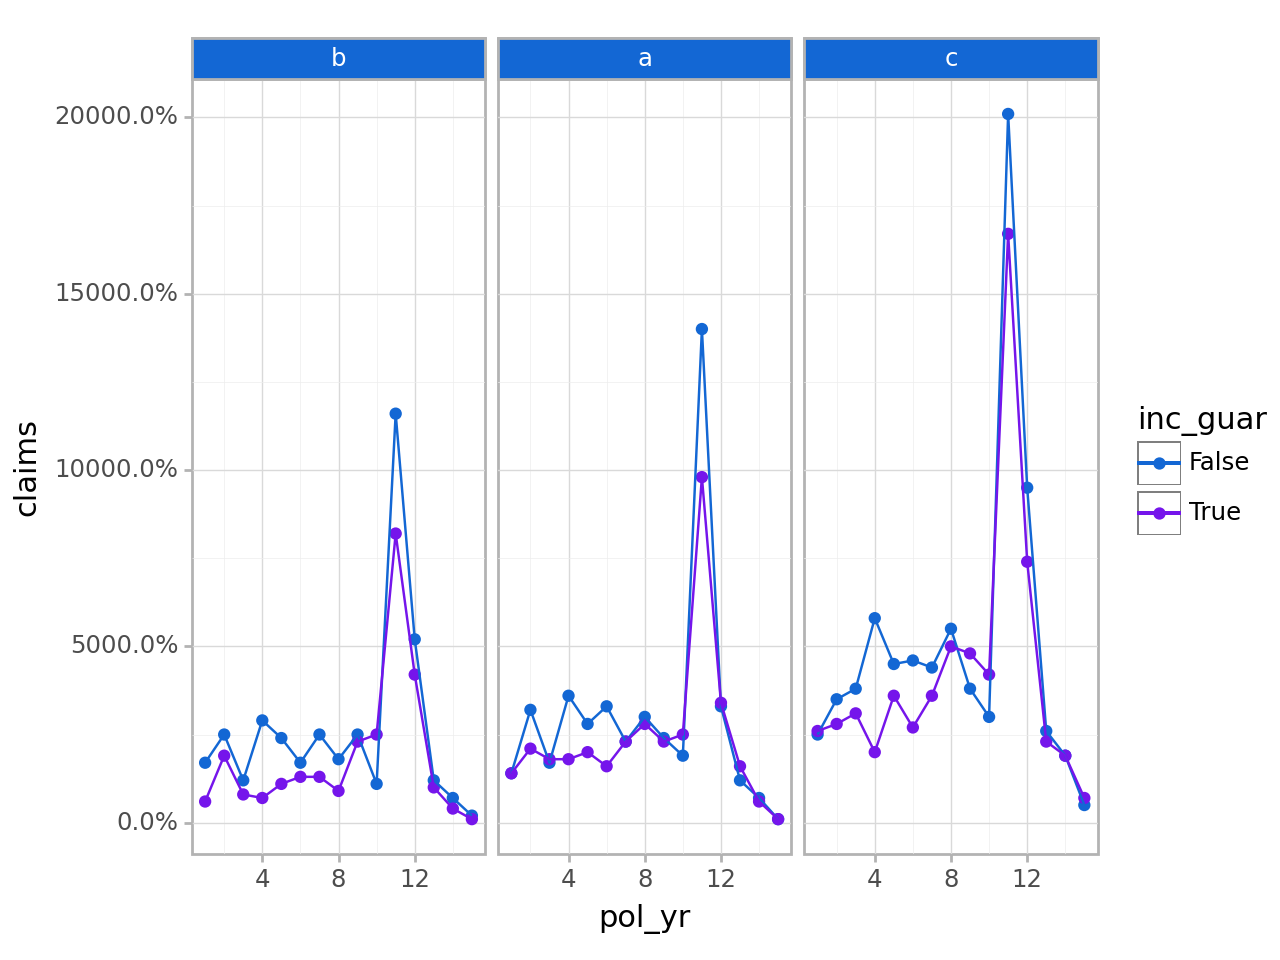 b a c
20000.0%
15000.0%
10000.0%
5000.0%
0.0%
claims
4 8 12 4 8 12 4 8 12
pol_yr
inc_guar
False
True